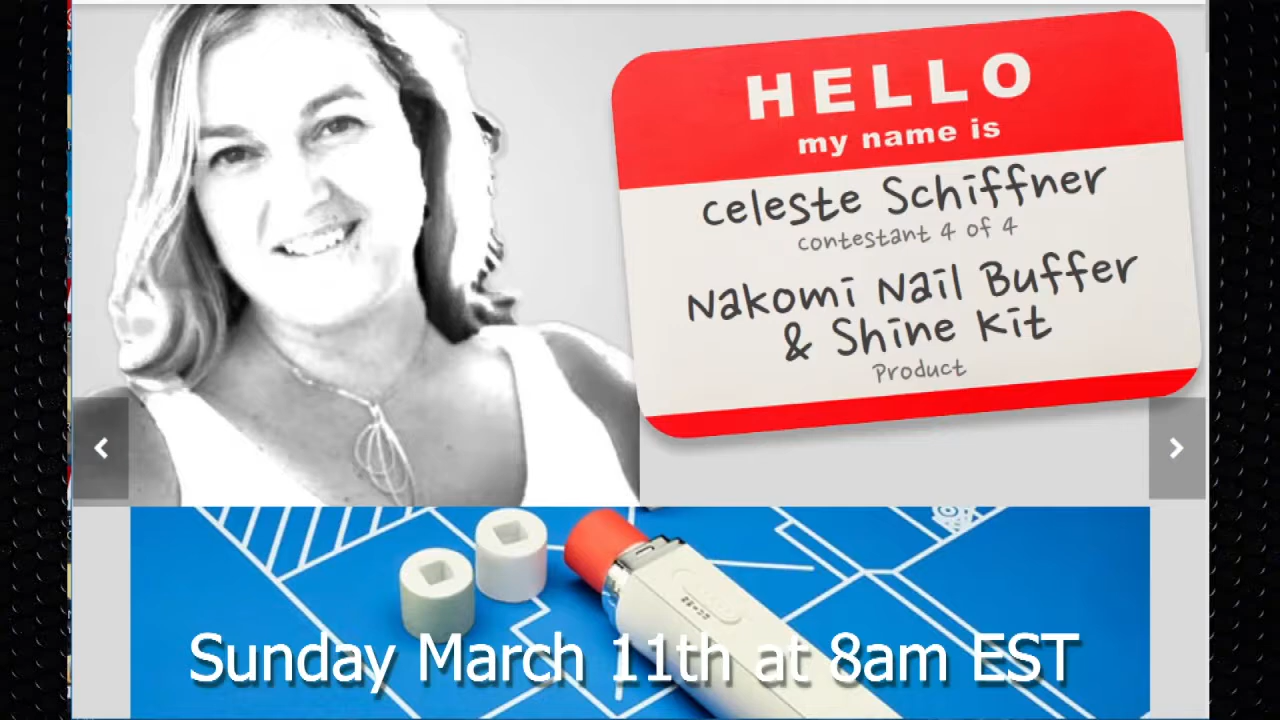 HELLO
my name is
Celeste Schiffner
contestant 4 of 4
Nakomi Nail Buffer
& Shine Kit
Product
Sunday March 11th at 8am EST